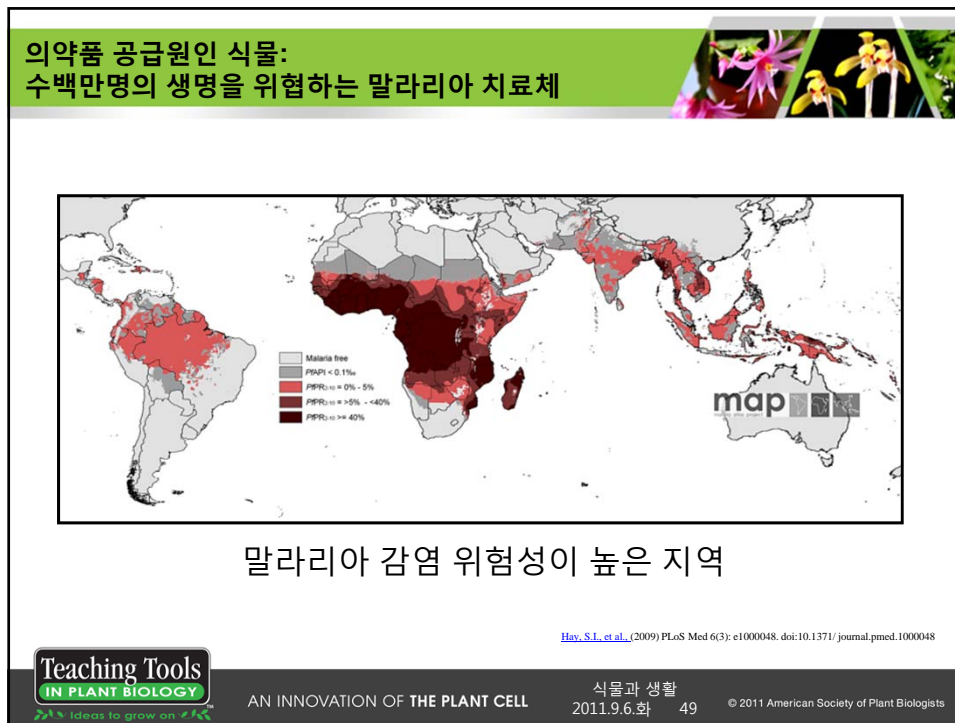 의약품 공급원인 식물:
수백만명의 생명을 위협하는 말라리아 치료체
Malaria free
PfAPI < 0.1‰
PfPR2-10 = 0% - 5%
PfPR2-10 = >5% - <40%
PfPR2-10 >= 40%
map
malaria atlas project
말라리아 감염 위험성이 높은 지역
Hay, S.I., et al., (2009) PLoS Med 6(3): e1000048. doi:10.1371/ journal.pmed.1000048
Teaching Tools
IN PLANT BIOLOGY™
Ideas to grow on
AN INNOVATION OF THE PLANT CELL
식물과 생활
2011.9.6.화 49
© 2011 American Society of Plant Biologists